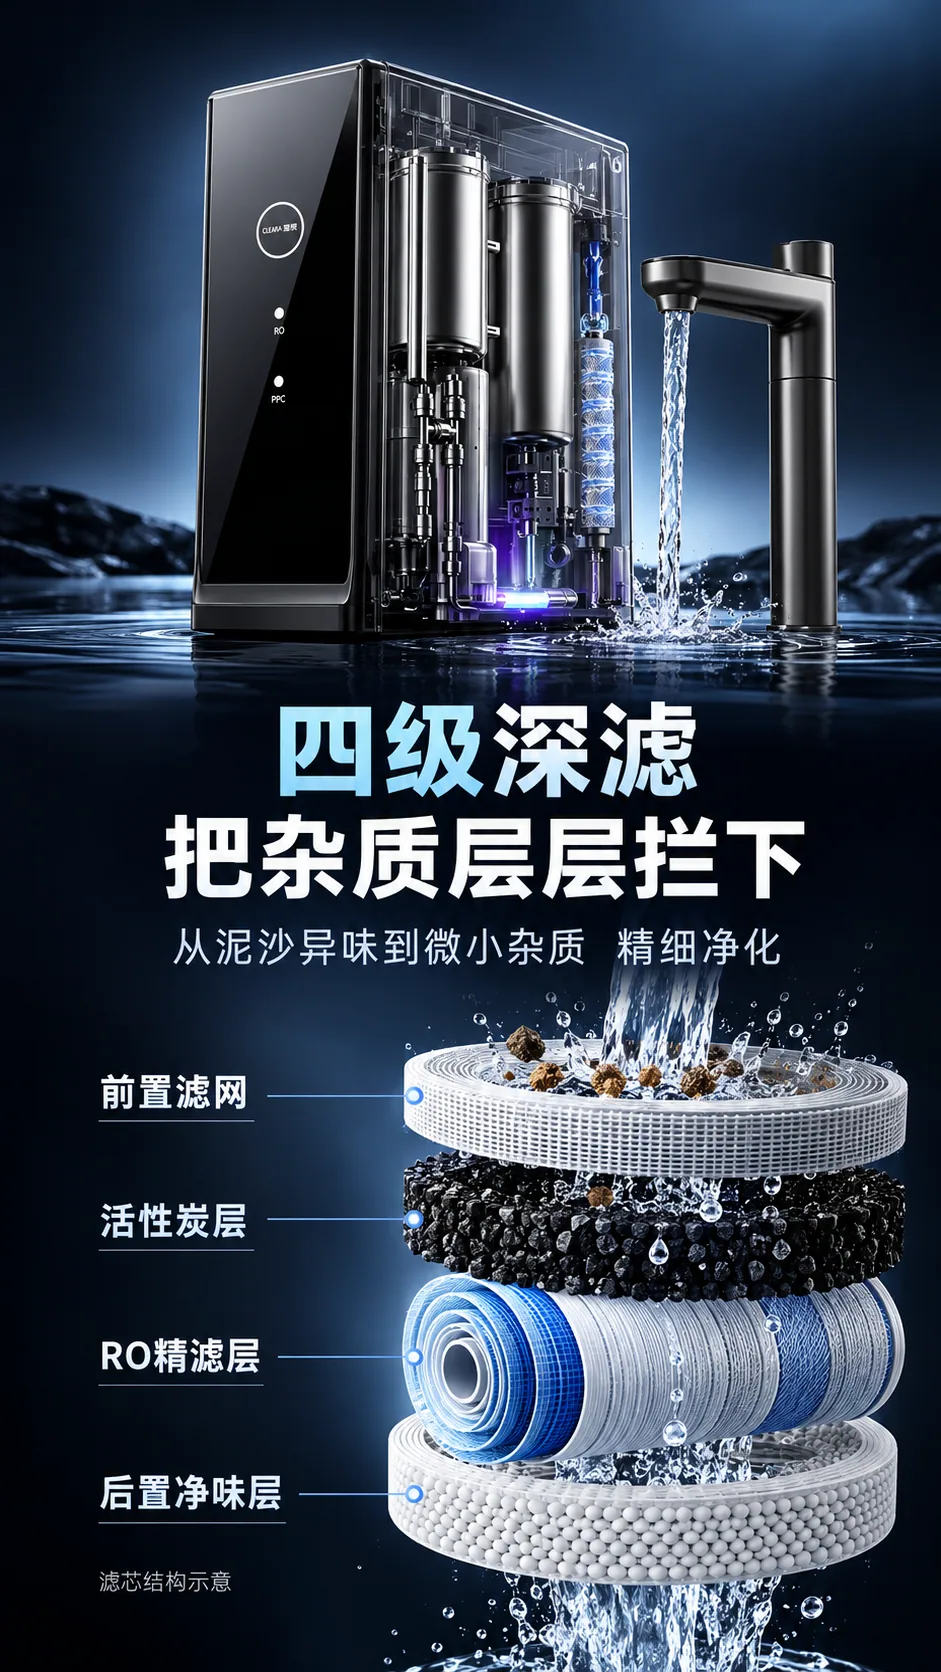 CLEARA
RO
PPC
四级深滤
把杂质层层拦下
从泥沙异味到微小杂质 精细净化
前置滤网
活性炭层
RO精滤层
后置净味层
滤芯结构示意